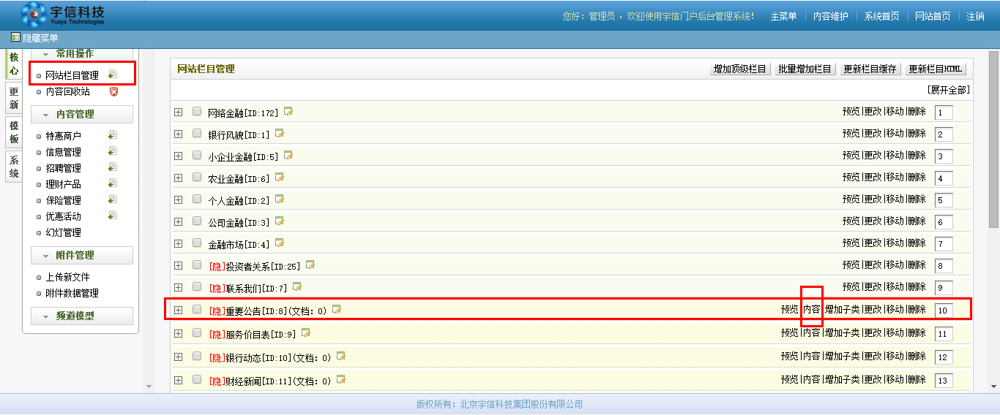 宇信科技
Yusys Technologies
您好：管理员 ，欢迎使用宇信门户后台管理系统！ 主菜单 内容维护 系统首页 网站首页 注销
隐藏菜单
核心
更新
模板
系统
常用操作
网站栏目管理
内容回收站
内容管理
特惠商户
信息管理
招聘管理
理财产品
保险管理
优惠活动
幻灯管理
附件管理
上传新文件
附件数据管理
频道模型
网站栏目管理 增加顶级栏目 批量增加栏目 更新栏目缓存 更新栏目HTML
[展开全部]
网络金融[ID:172] 预览|更改|移动|删除 1
银行风貌[ID:1] 预览|更改|移动|删除 2
小企业金融[ID:5] 预览|更改|移动|删除 3
农业金融[ID:6] 预览|更改|移动|删除 4
个人金融[ID:2] 预览|更改|移动|删除 5
公司金融[ID:3] 预览|更改|移动|删除 6
金融市场[ID:4] 预览|更改|移动|删除 7
[隐]投资者关系[ID:25] 预览|更改|移动|删除 8
[隐]联系我们[ID:7] 预览|更改|移动|删除 9
[隐]重要公告[ID:8](文档：0) 预览|内容|增加子类|更改|移动|删除 10
[隐]服务价目表[ID:9] 预览|内容|增加子类|更改|移动|删除 11
[隐]银行动态[ID:10](文档：0) 预览|内容|增加子类|更改|移动|删除 12
[隐]财经新闻[ID:11](文档：0) 预览|内容|增加子类|更改|移动|删除 13
版权所有：北京宇信科技集团股份有限公司